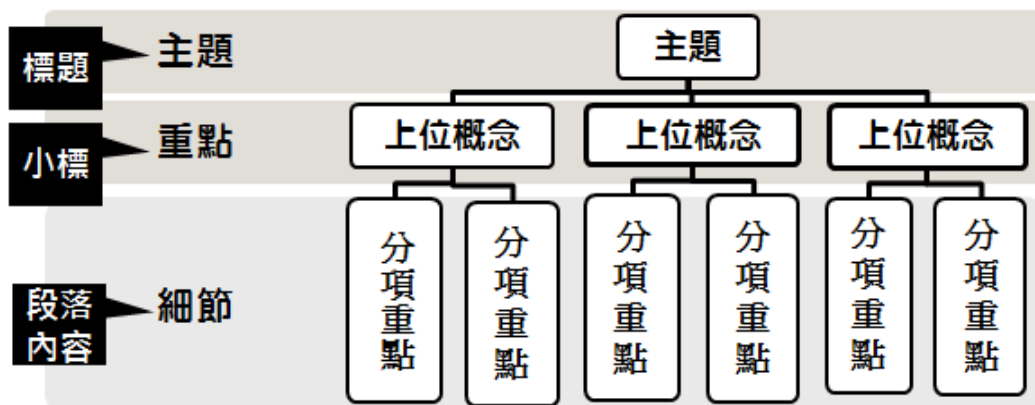 標題
主題
主題
小標
重點
上位概念
上位概念
上位概念
段落
內容
細節
分項重點
分項重點
分項重點
分項重點
分項重點
分項重點